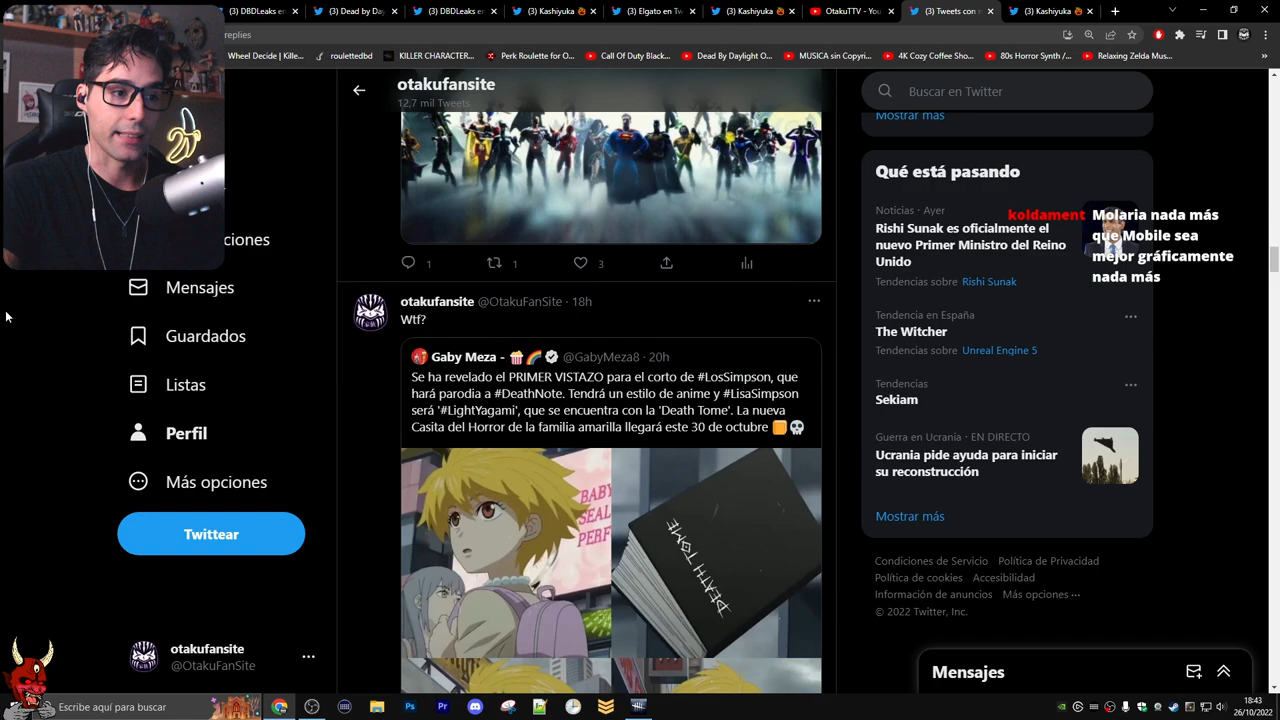 (3) DBDLeaks en
(3) Dead by Day
(3) DBDLeaks en
(3) Kashiyuka
Elgato en Tw
(3) Kashiyuka
OtakuTTV - You
(3) Tweets con n
(3) Kashiyuka
replies
Wheel Decide | Kille...
roulettedbd
KILLER CHARACTER...
Perk Roulette for O...
Call Of Duty Black...
Dead By Daylight O...
MUSICA sin Copyri...
4K Cozy Coffee Sho...
80s Horror Synth /...
Relaxing Zelda Mus...
otakufansite
12,7 mil Tweets
1
1
3
otakufansite @OtakuFanSite · 18h
Wtf?
Gaby Meza - @GabyMeza8 · 20h
Se ha revelado el PRIMER VISTAZO para el corto de #LosSimpson, que
hará parodia a #DeathNote. Tendrá un estilo de anime y #LisaSimpson
será '#LightYagami', que se encuentra con la 'Death Tome'. La nueva
Casita del Horror de la familia amarilla llegará este 30 de octubre
BABY
SEAL
PERF
DEATH TOME
ciones
Mensajes
Guardados
Listas
Perfil
Más opciones
Twittear
otakufansite
@OtakuFanSite
Buscar en Twitter
Mostrar más
Qué está pasando
Noticias · Ayer
Rishi Sunak es oficialmente el
nuevo Primer Ministro del Reino
Unido
Tendencias sobre Rishi Sunak
koldament Molaria nada más
que Mobile sea
mejor gráficamente
nada más
Tendencia en España
The Witcher
Tendencias sobre Unreal Engine 5
Tendencias
Sekiam
Guerra en Ucrania · EN DIRECTO
Ucrania pide ayuda para iniciar
su reconstrucción
Mostrar más
Condiciones de Servicio Política de Privacidad
Política de cookies Accesibilidad
Información de anuncios Más opciones ···
© 2022 Twitter, Inc.
Mensajes
Escribe aquí para buscar
18:43
26/10/2022